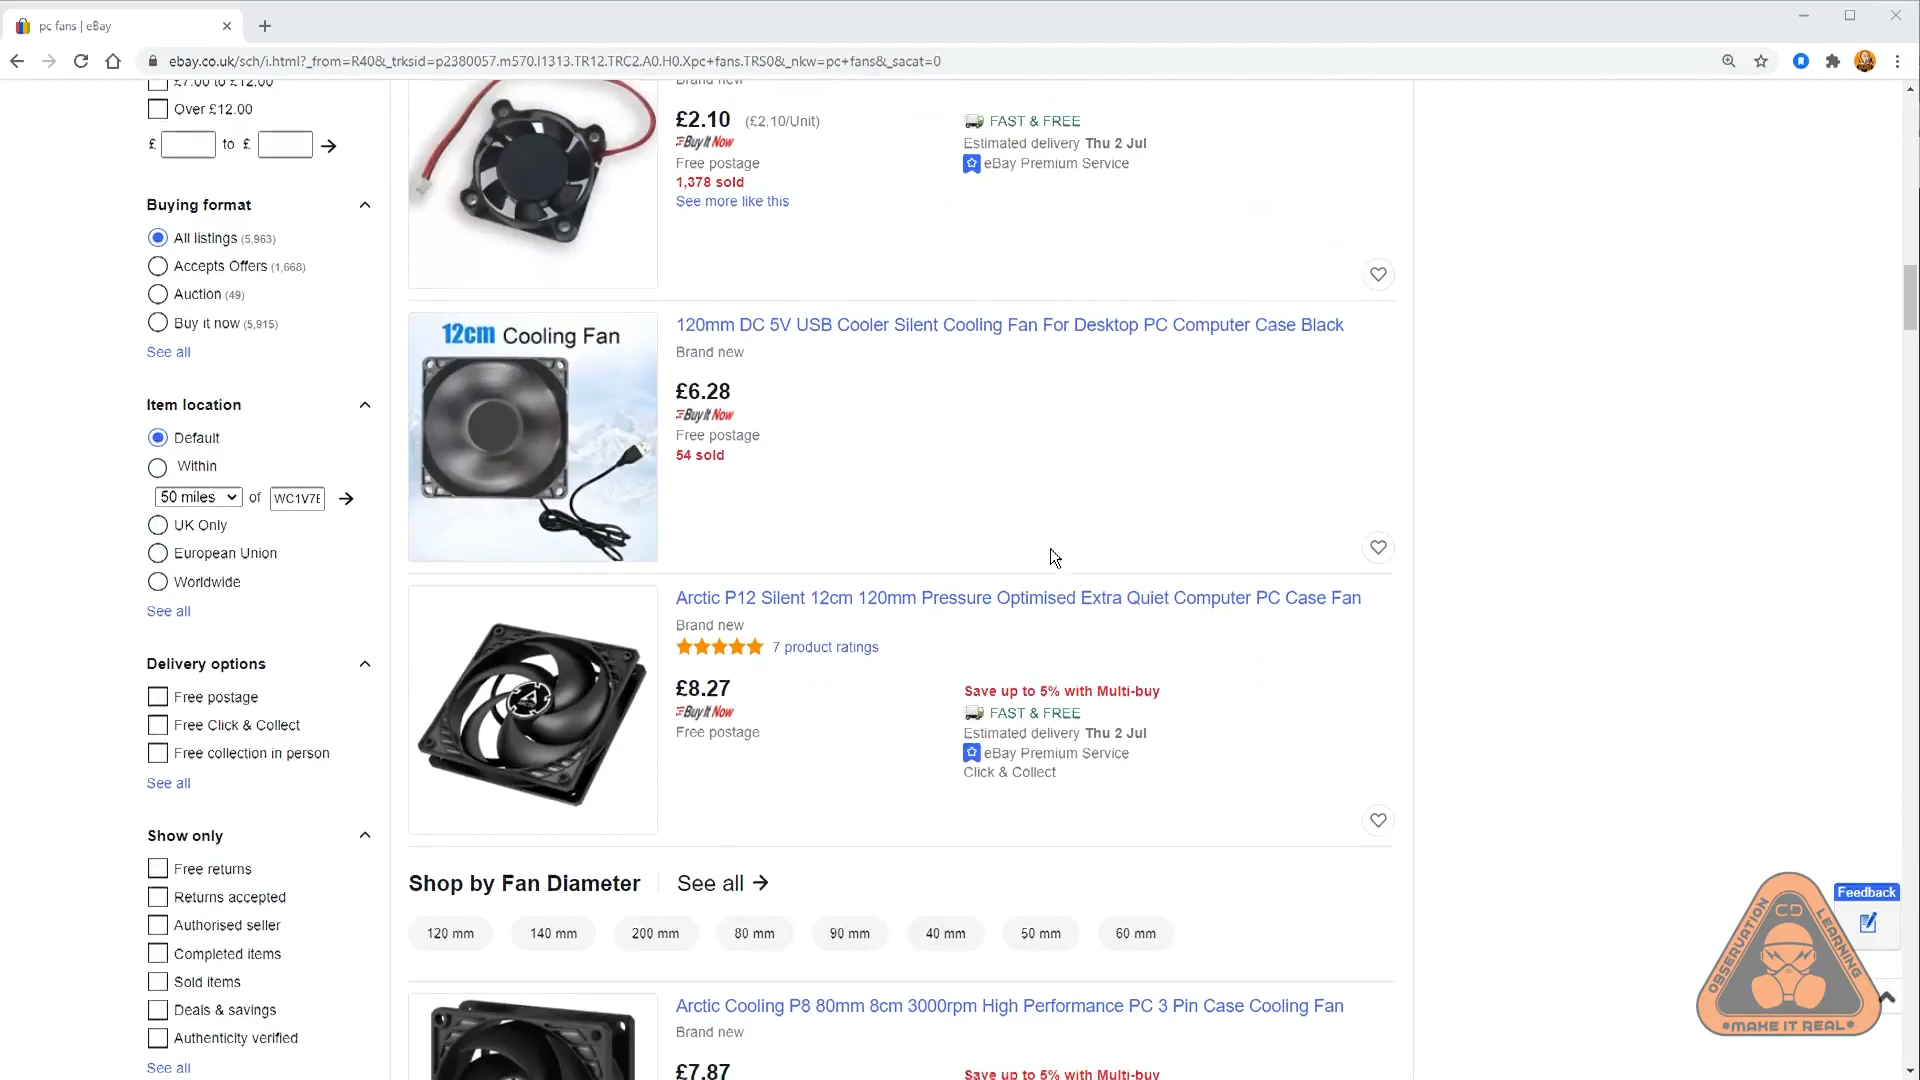 pc fans | eBay
ebay.co.uk/sch/i.html?_from=R40&_trksid=p2380057.m570.l1313.TR12.TRC2.A0.H0.Xpc+fans.TRS0&_nkw=pc+fans&_sacat=0
£7.00 to £12.00
Over £12.00
£ to £
Buying format
All listings (5,963)
Accepts Offers (1,668)
Auction (49)
Buy it now (5,915)
See all
Item location
Default
Within
50 miles of WC1V7E
UK Only
European Union
Worldwide
See all
Delivery options
Free postage
Free Click & Collect
Free collection in person
See all
Show only
Free returns
Returns accepted
Authorised seller
Completed items
Sold items
Deals & savings
Authenticity verified
See all
Brand new
£2.10 (£2.10/Unit)
Buy It Now
Free postage
1,378 sold
See more like this
FAST & FREE
Estimated delivery Thu 2 Jul
eBay Premium Service
12cm Cooling Fan
120mm DC 5V USB Cooler Silent Cooling Fan For Desktop PC Computer Case Black
Brand new
£6.28
Buy It Now
Free postage
54 sold
ARCTIC
Arctic P12 Silent 12cm 120mm Pressure Optimised Extra Quiet Computer PC Case Fan
Brand new
7 product ratings
£8.27
Buy It Now
Free postage
Save up to 5% with Multi-buy
FAST & FREE
Estimated delivery Thu 2 Jul
eBay Premium Service
Click & Collect
Shop by Fan Diameter See all
120 mm 140 mm 200 mm 80 mm 90 mm 40 mm 50 mm 60 mm
Arctic Cooling P8 80mm 8cm 3000rpm High Performance PC 3 Pin Case Cooling Fan
Brand new
£7.87
Save up to 5% with Multi-buy
Feedback
OBSERVATION
LEARNING
•MAKE IT REAL•